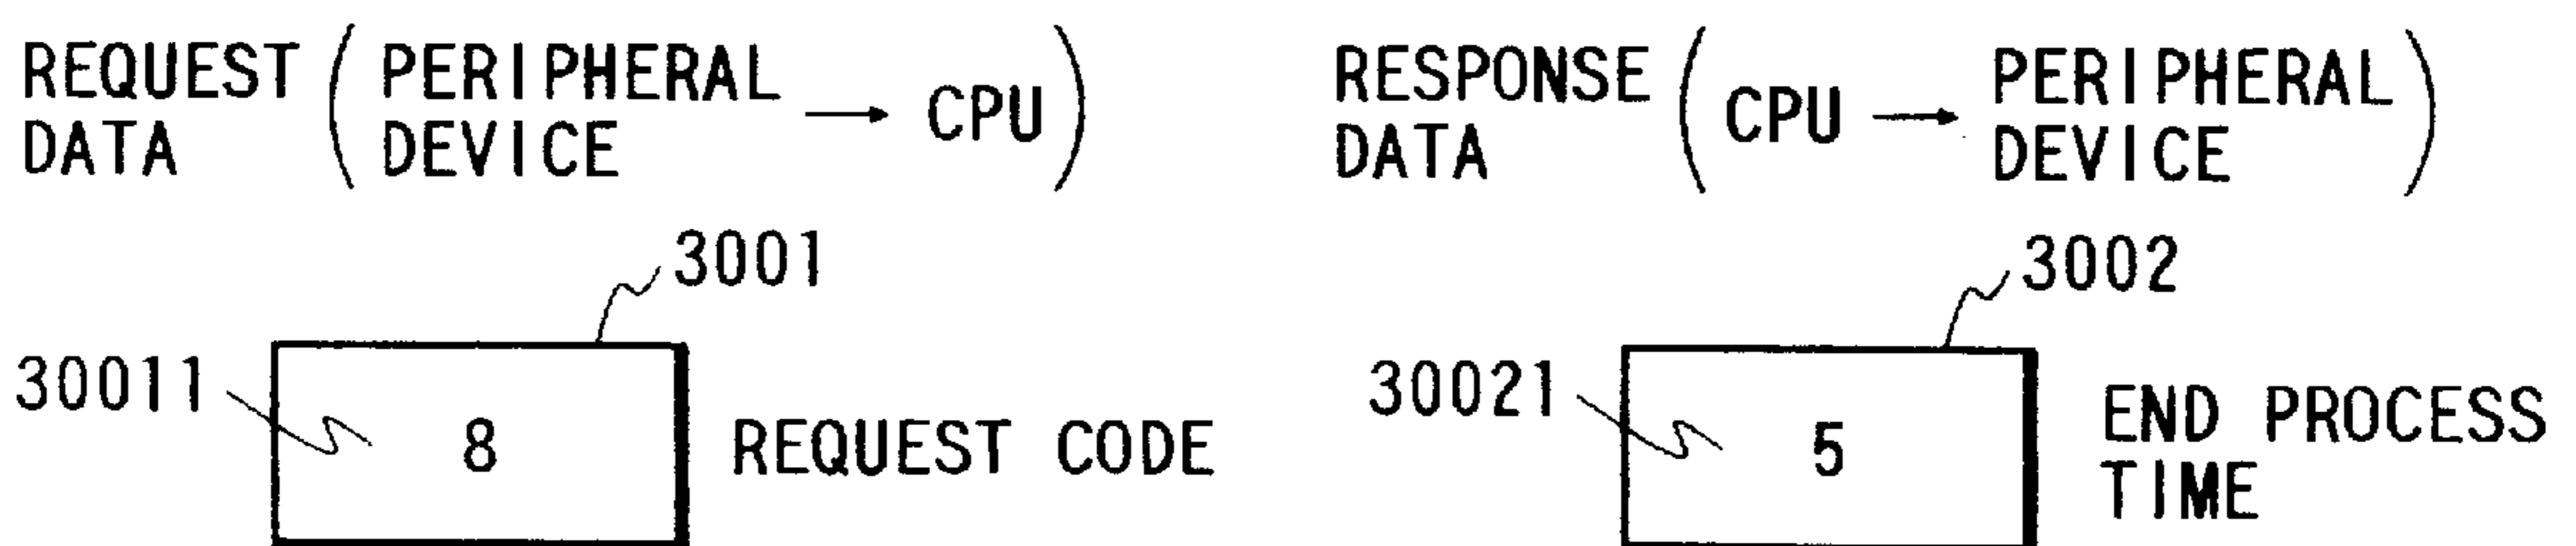 REQUEST DATA ( PERIPHERAL DEVICE → CPU )
3001
30011
8
REQUEST CODE
RESPONSE DATA ( CPU → PERIPHERAL DEVICE )
3002
30021
5
END PROCESS
TIME